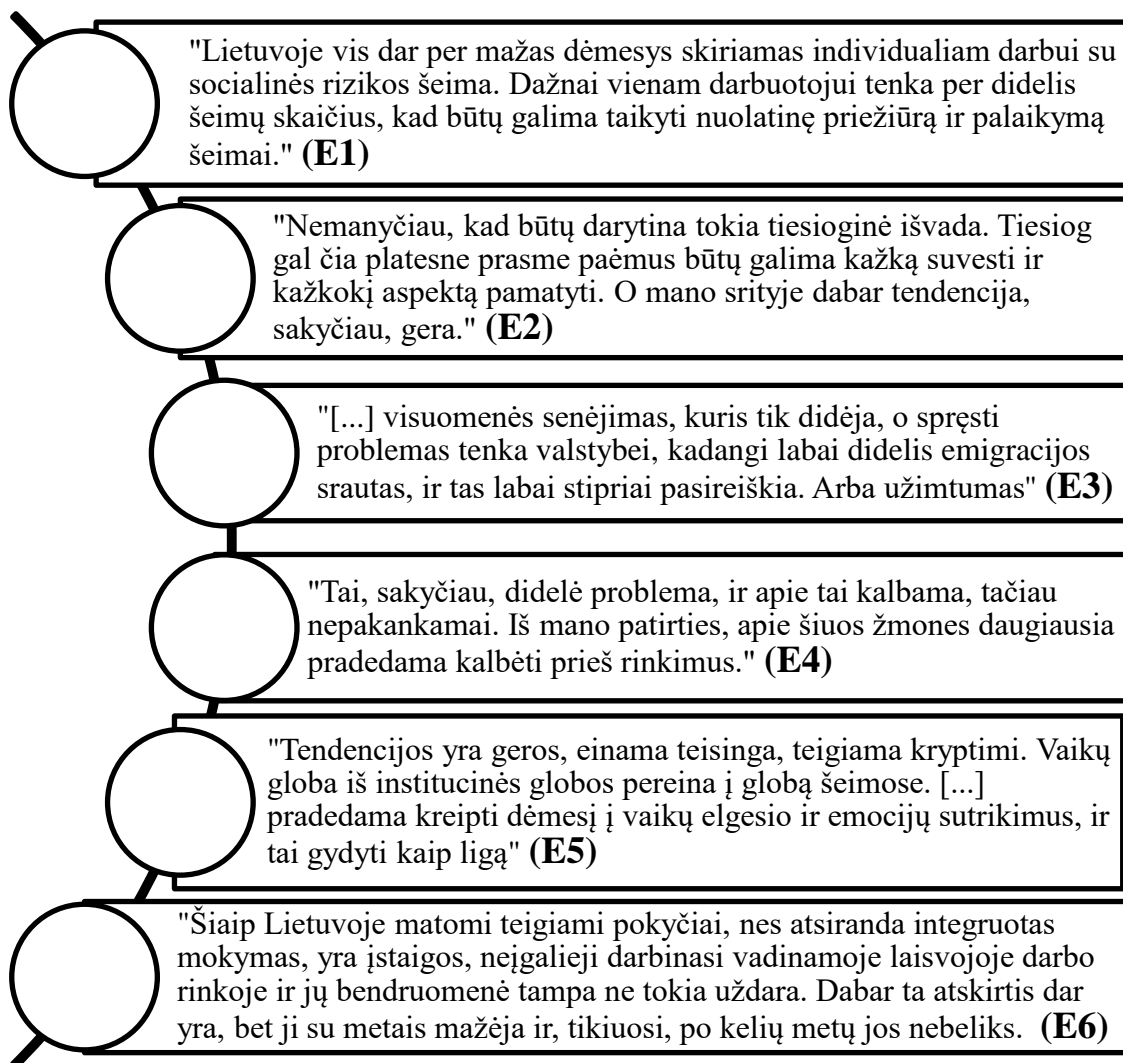 "Lietuvoje vis dar per mažas dėmesys skiriamas individualiam darbui su
socialinės rizikos šeima. Dažnai vienam darbuotojui tenka per didelis
šeimų skaičius, kad būtų galima taikyti nuolatinę priežiūrą ir palaikymą
šeimai." (E1)
"Nemanyčiau, kad būtų darytina tokia tiesioginė išvada. Tiesiog
gal čia platesne prasme paėmus būtų galima kažką suvesti ir
kažkokį aspektą pamatyti. O mano srityje dabar tendencija,
sakyčiau, gera." (E2)
"[...] visuomenės senėjimas, kuris tik didėja, o spręsti
problemas tenka valstybei, kadangi labai didelis emigracijos
srautas, ir tas labai stipriai pasireiškia. Arba užimtumas" (E3)
"Tai, sakyčiau, didelė problema, ir apie tai kalbama, tačiau
nepakankamai. Iš mano patirties, apie šiuos žmones daugiausia
pradedama kalbėti prieš rinkimus." (E4)
"Tendencijos yra geros, einama teisinga, teigiama kryptimi. Vaikų
globa iš institucinės globos pereina į globą šeimose. [...]
pradedama kreipti dėmesį į vaikų elgesio ir emocijų sutrikimus, ir
tai gydyti kaip ligą" (E5)
"Šiaip Lietuvoje matomi teigiami pokyčiai, nes atsiranda integruotas
mokymas, yra įstaigos, neįgalieji darbinasi vadinamoje laisvojoje darbo
rinkoje ir jų bendruomenė tampa ne tokia uždara. Dabar ta atskirtis dar
yra, bet ji su metais mažėja ir, tikiuosi, po kelių metų jos nebeliks. (E6)